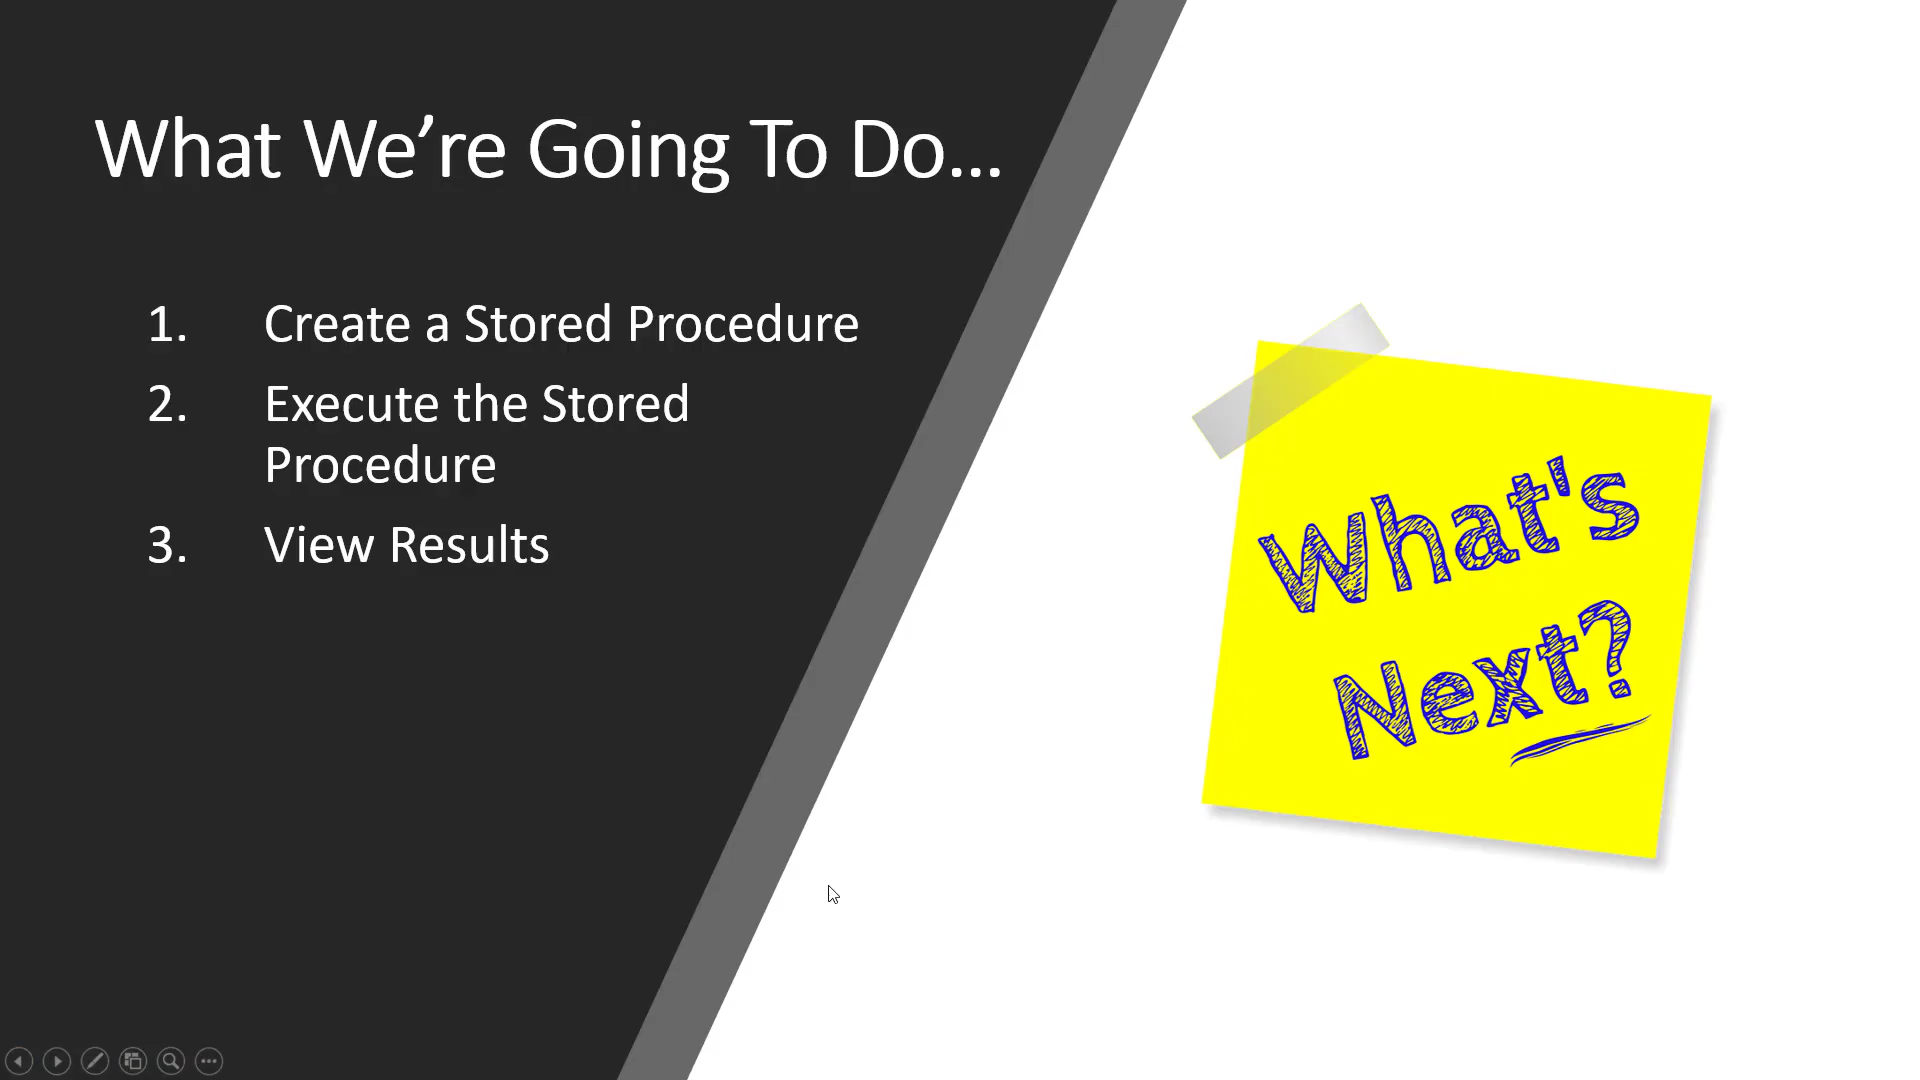 What We’re Going To Do…
1. Create a Stored Procedure
2. Execute the Stored
Procedure
3. View Results
What's
Next?